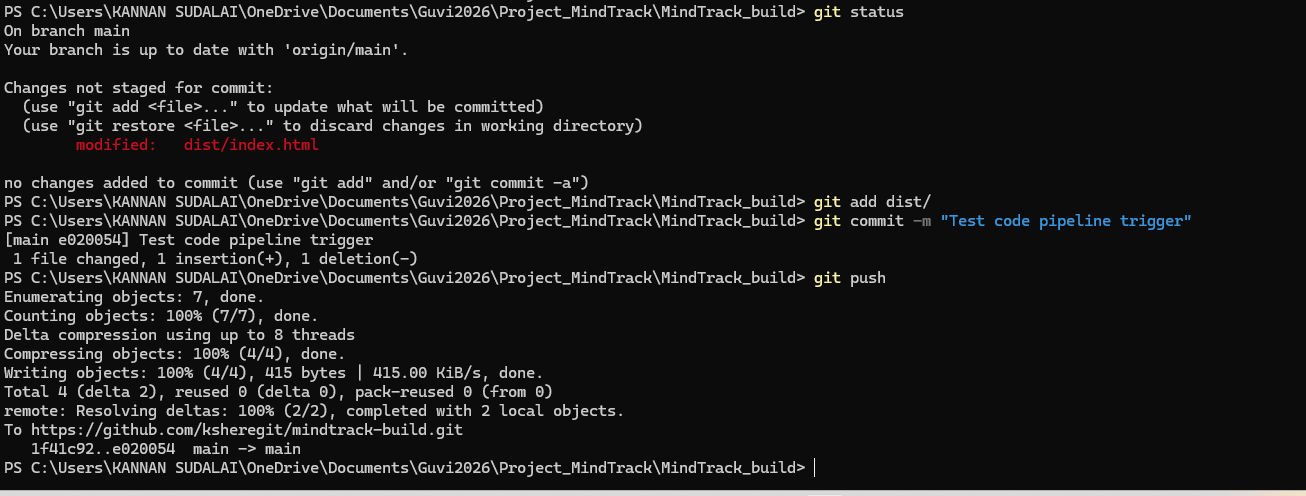 PS C:\Users\KANNAN SUDALAI\OneDrive\Documents\Guvi2026\Project_MindTrack\MindTrack_build> git status
On branch main
Your branch is up to date with 'origin/main'.
Changes not staged for commit:
  (use "git add <file>..." to update what will be committed)
  (use "git restore <file>..." to discard changes in working directory)
        modified:   dist/index.html
no changes added to commit (use "git add" and/or "git commit -a")
PS C:\Users\KANNAN SUDALAI\OneDrive\Documents\Guvi2026\Project_MindTrack\MindTrack_build> git add dist/
PS C:\Users\KANNAN SUDALAI\OneDrive\Documents\Guvi2026\Project_MindTrack\MindTrack_build> git commit -m "Test code pipeline trigger"
[main e020054] Test code pipeline trigger
 1 file changed, 1 insertion(+), 1 deletion(-)
PS C:\Users\KANNAN SUDALAI\OneDrive\Documents\Guvi2026\Project_MindTrack\MindTrack_build> git push
Enumerating objects: 7, done.
Counting objects: 100% (7/7), done.
Delta compression using up to 8 threads
Compressing objects: 100% (4/4), done.
Writing objects: 100% (4/4), 415 bytes | 415.00 KiB/s, done.
Total 4 (delta 2), reused 0 (delta 0), pack-reused 0 (from 0)
remote: Resolving deltas: 100% (2/2), completed with 2 local objects.
To https://github.com/ksheregit/mindtrack-build.git
   1f41c92..e020054  main -> main
PS C:\Users\KANNAN SUDALAI\OneDrive\Documents\Guvi2026\Project_MindTrack\MindTrack_build>